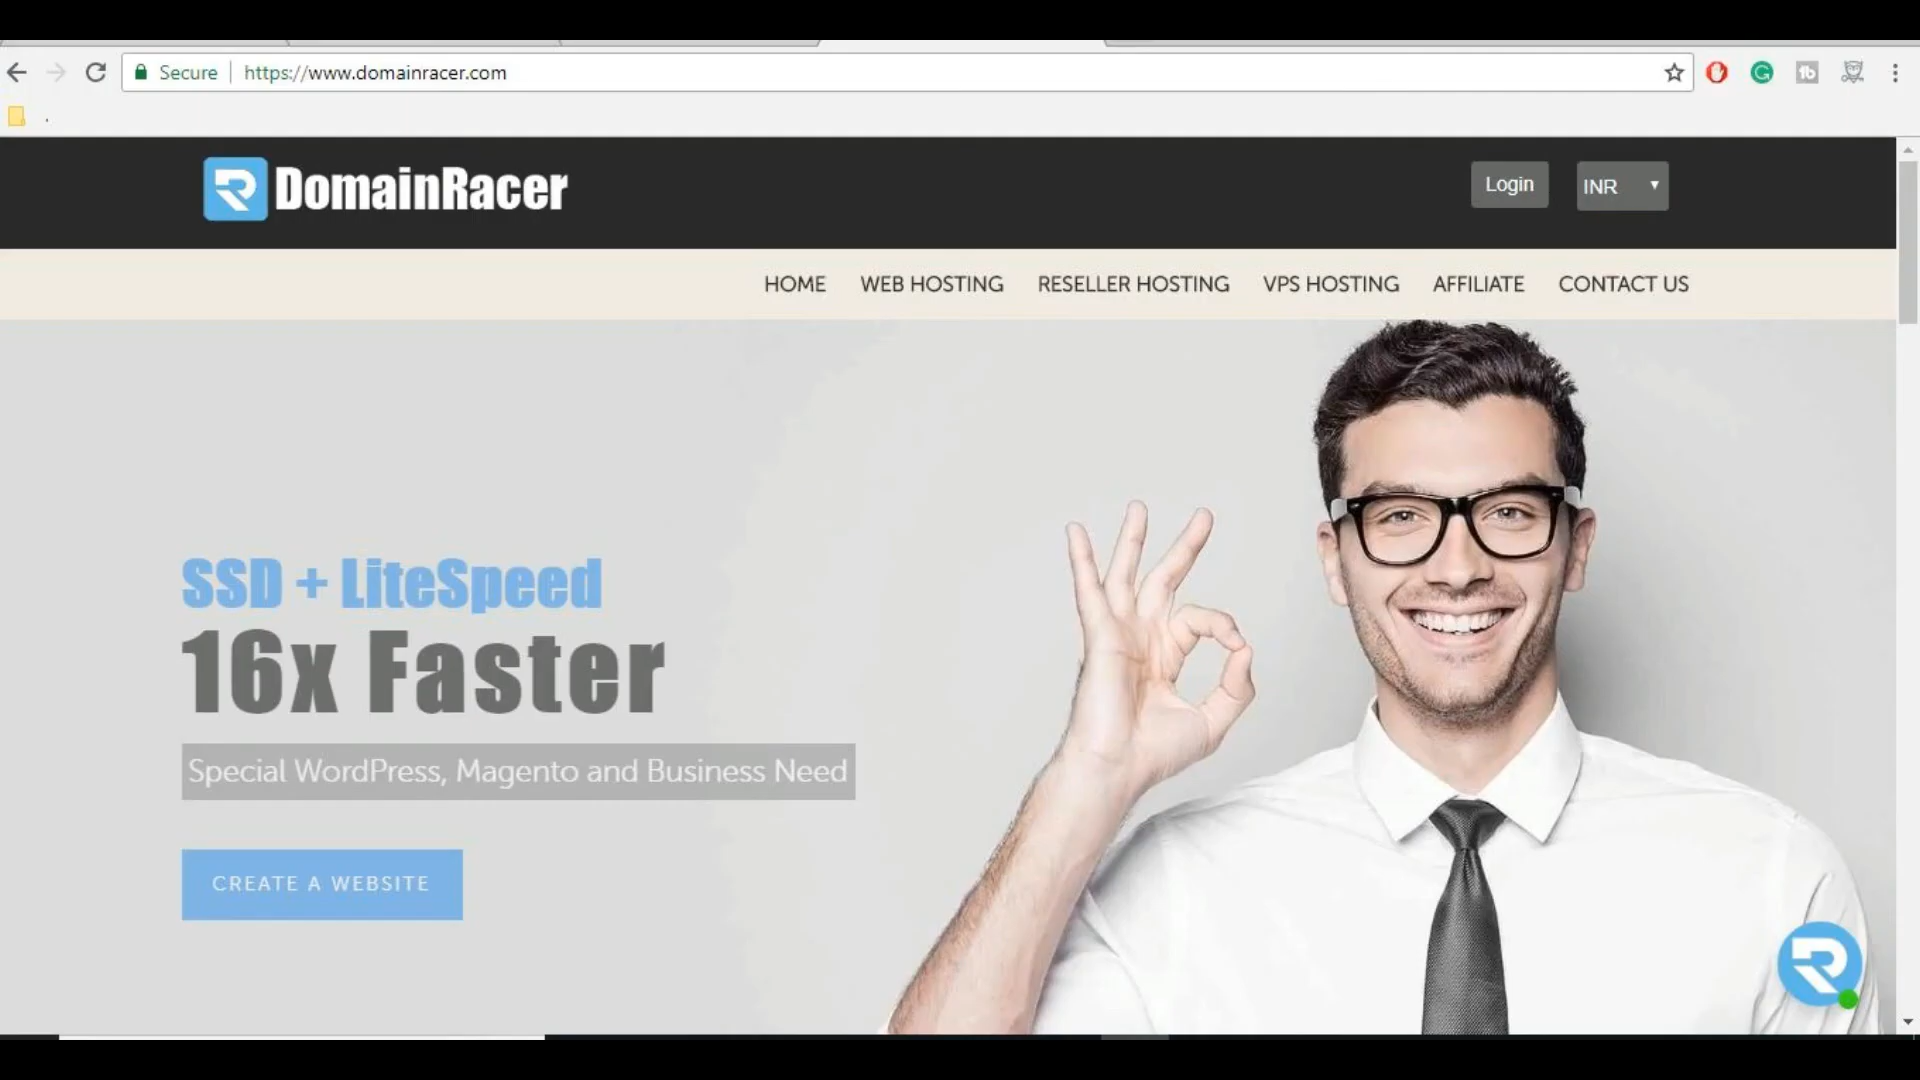 Secure https://www.domainracer.com
.
DomainRacer
Login
INR
HOME WEB HOSTING RESELLER HOSTING VPS HOSTING AFFILIATE CONTACT US
SSD + LiteSpeed
16x Faster
Special WordPress, Magento and Business Need
CREATE A WEBSITE